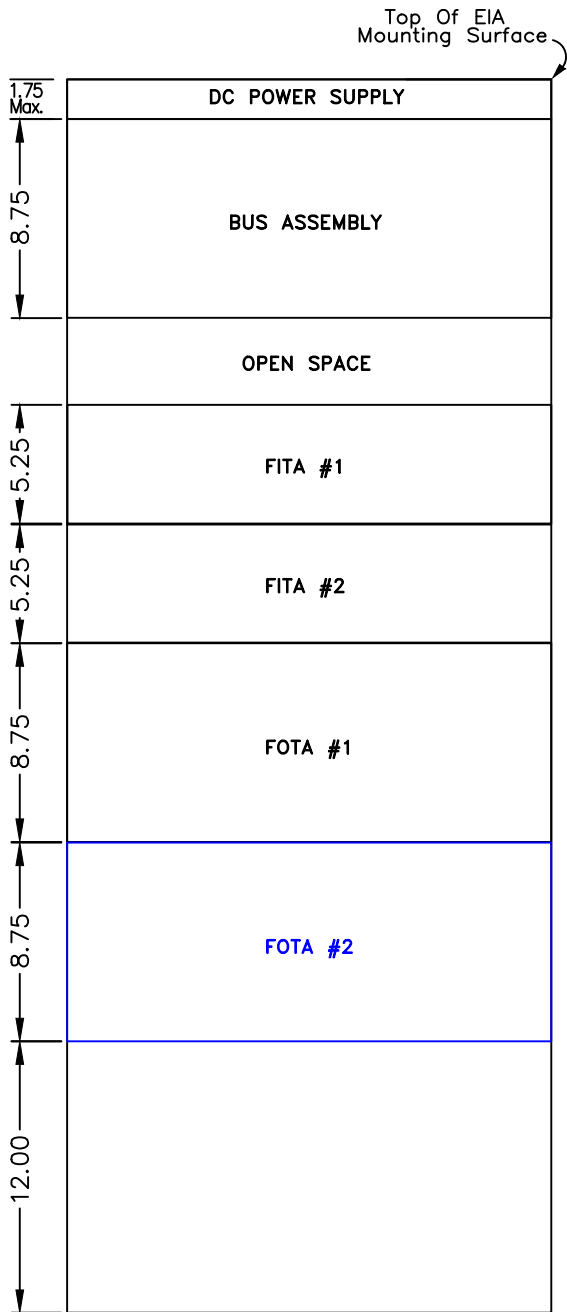 Top Of EIA
Mounting Surface
1.75
Max.
DC POWER SUPPLY
8.75
BUS ASSEMBLY
OPEN SPACE
5.25
FITA #1
5.25
FITA #2
8.75
FOTA #1
8.75
FOTA #2
12.00